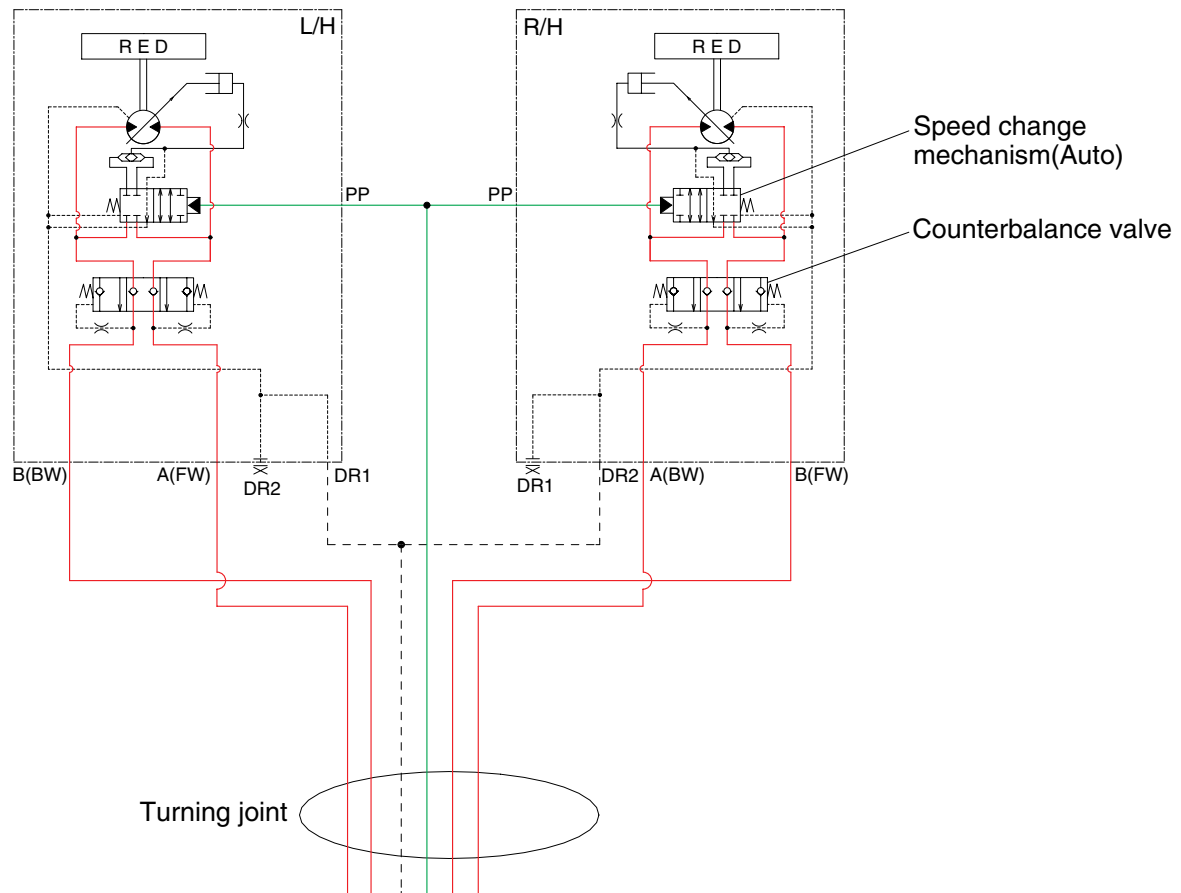 L/H
R/H
RED
RED
Speed change
mechanism(Auto)
PP
PP
Counterbalance valve
B(BW)
A(FW)
DR2
DR1
DR1
DR2
A(BW)
B(FW)
Turning joint